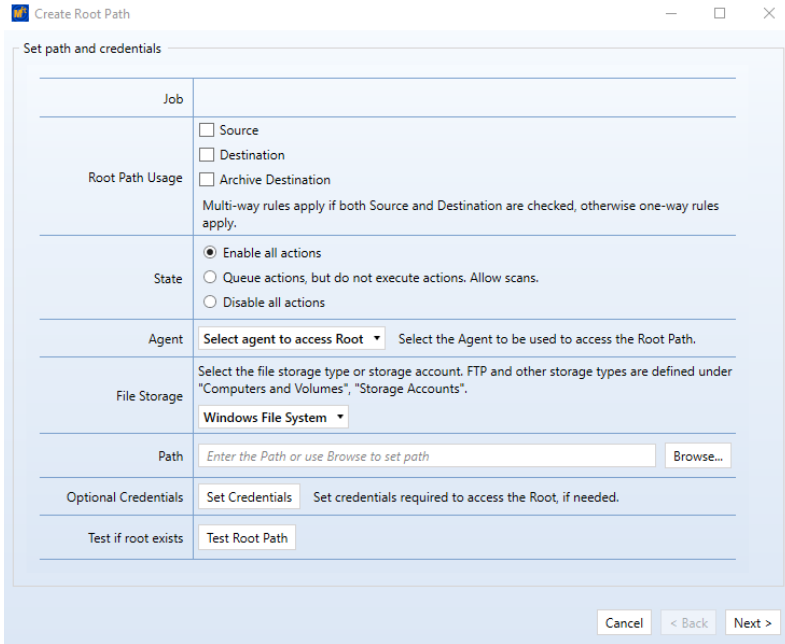 Create Root Path
Set path and credentials
Job
Root Path Usage
Source
Destination
Archive Destination
Multi-way rules apply if both Source and Destination are checked, otherwise one-way rules
apply.
State
Enable all actions
Queue actions, but do not execute actions. Allow scans.
Disable all actions
Agent
Select agent to access Root
Select the Agent to be used to access the Root Path.
File Storage
Select the file storage type or storage account. FTP and other storage types are defined under
"Computers and Volumes", "Storage Accounts".
Windows File System
Path
Enter the Path or use Browse to set path
Browse...
Optional Credentials
Set Credentials
Set credentials required to access the Root, if needed.
Test if root exists
Test Root Path
Cancel
< Back
Next >